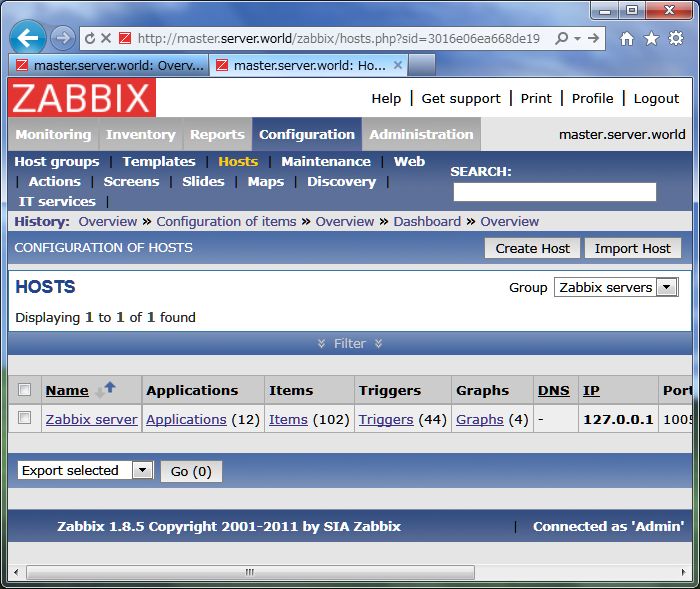 http://master.server.world/zabbix/hosts.php?sid=3016e06ea668de19
master.server.world: Overv... master.server.world: Ho...
ZABBIX
Help | Get support | Print | Profile | Logout
Monitoring Inventory Reports Configuration Administration master.server.world
Host groups | Templates | Hosts | Maintenance | Web
| Actions | Screens | Slides | Maps | Discovery |
IT services |
SEARCH:
History: Overview » Configuration of items » Overview » Dashboard » Overview
CONFIGURATION OF HOSTS Create Host Import Host
HOSTS Group Zabbix servers
Displaying 1 to 1 of 1 found
Filter
Name Applications Items Triggers Graphs DNS IP Port
Zabbix server Applications (12) Items (102) Triggers (44) Graphs (4) - 127.0.0.1 1005
Export selected Go (0)
Zabbix 1.8.5 Copyright 2001-2011 by SIA Zabbix | Connected as 'Admin'